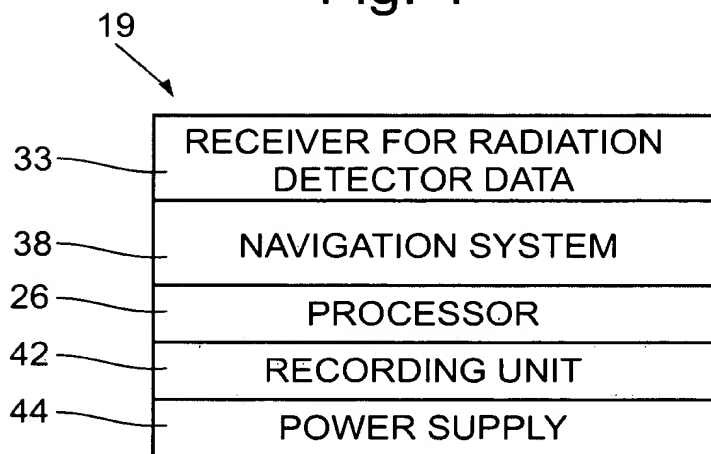 19
33 RECEIVER FOR RADIATION
DETECTOR DATA
38 NAVIGATION SYSTEM
26 PROCESSOR
42 RECORDING UNIT
44 POWER SUPPLY